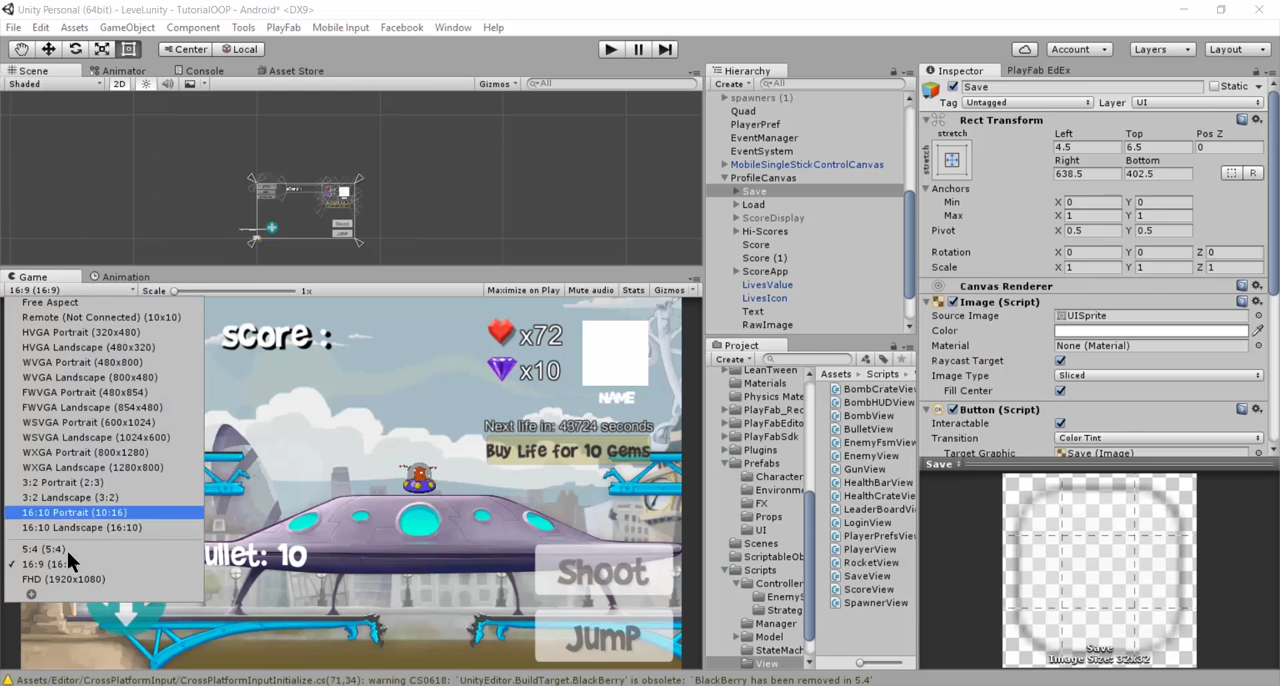 Unity Personal (64bit) - Level.unity - TutorialOOP - Android* <DX9>
File Edit Assets GameObject Component Tools PlayFab Mobile Input Facebook Window Help
Center Local Account Layers Layout
Scene Animator Console Asset Store
Shaded 2D Gizmos All
Game Animation
16:9 (16:9) Scale 1x Maximize on Play Mute audio Stats Gizmos
Free Aspect
Remote (Not Connected) (10x10)
HVGA Portrait (320x480)
HVGA Landscape (480x320)
WVGA Portrait (480x800)
WVGA Landscape (800x480)
FWVGA Portrait (480x854)
FWVGA Landscape (854x480)
WSVGA Portrait (600x1024)
WSVGA Landscape (1024x600)
WXGA Portrait (800x1280)
WXGA Landscape (1280x800)
3:2 Portrait (2:3)
3:2 Landscape (3:2)
16:10 Portrait (10:16)
16:10 Landscape (16:10)
5:4 (5:4)
16:9 (16:
FHD (1920x1080)
score :
x72
x10
NAME
Next life in: 43724 seconds
Buy Life for 10 Gems
ullet: 10
Shoot
Jump
Hierarchy
Create All
spawners (1)
Quad
PlayerPref
EventManager
EventSystem
MobileSingleStickControlCanvas
ProfileCanvas
Save
Load
ScoreDisplay
Hi-Scores
Score
Score (1)
ScoreApp
LivesValue
LivesIcon
Text
RawImage
Project
Create
LeanTween
Materials
Physics Mate
PlayFab_Rec
PlayFabEditor
PlayFabSdk
Plugins
Prefabs
Character
Environme
FX
Props
UI
Scenes
ScriptableOb
Scripts
Controller
EnemyS
Strateg
Manager
Model
StateMach
View
Assets Scripts
BombCrateView
BombHUDView
BombView
BulletView
EnemyFsmView
EnemyView
GunView
HealthBarView
HealthCrateView
LeaderBoardView
LoginView
PlayerPrefsView
PlayerView
RocketView
SaveView
ScoreView
SpawnerView
Inspector PlayFab EdEx
Save Static
Tag Untagged Layer UI
Rect Transform
stretch Left Top Pos Z
stretch 4.5 6.5 0
Right Bottom
638.5 402.5 R
Anchors
Min X 0 Y 0
Max X 1 Y 1
Pivot X 0.5 Y 0.5
Rotation X 0 Y 0 Z 0
Scale X 1 Y 1 Z 1
Canvas Renderer
Image (Script)
Source Image UISprite
Color
Material None (Material)
Raycast Target
Image Type Sliced
Fill Center
Button (Script)
Interactable
Transition Color Tint
Target Graphic Save (Image)
Save
Save
Image Size: 32x32
Assets/Editor/CrossPlatformInput/CrossPlatformInputInitialize.cs(71,34): warning CS0618: `UnityEditor.BuildTarget.BlackBerry' is obsolete: `BlackBerry has been removed in 5.4'